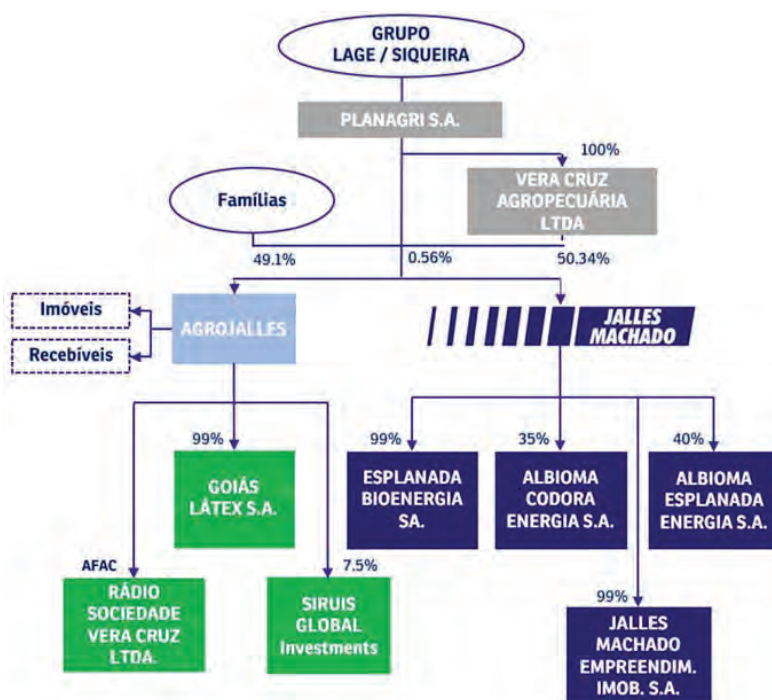 GRUPO
LAGE / SIQUEIRA
PLANAGRI S.A.
100%
VERA CRUZ
AGROPECUÁRIA
LTDA
Famílias
49.1%
0.56%
50.34%
Imóveis
Recebíveis
AGROJALLES
JALLES
MACHADO
99%
GOIÁS
LÂTEX S.A.
99%
ESPLANADA
BIOENERGIA
SA.
35%
ALBIOMA
CODORA
ENERGIA S.A.
40%
ALBIOMA
ESPLANADA
ENERGIA S.A.
AFAC
RÁDIO
SOCIEDADE
VERA CRUZ
LTDA.
7.5%
SIRUIS
GLOBAL
Investments
99%
JALLES
MACHADO
EMPREENDIM.
IMOB. S.A.